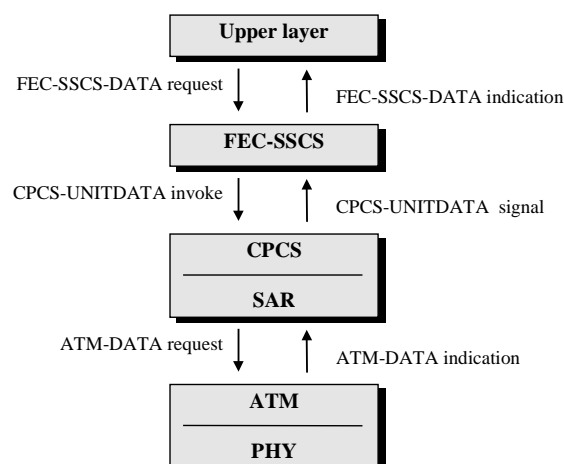 Upper layer
FEC-SSCS-DATA request
FEC-SSCS-DATA indication
FEC-SSCS
CPCS-UNITDATA invoke
CPCS-UNITDATA signal
CPCS
SAR
ATM-DATA request
ATM-DATA indication
ATM
PHY